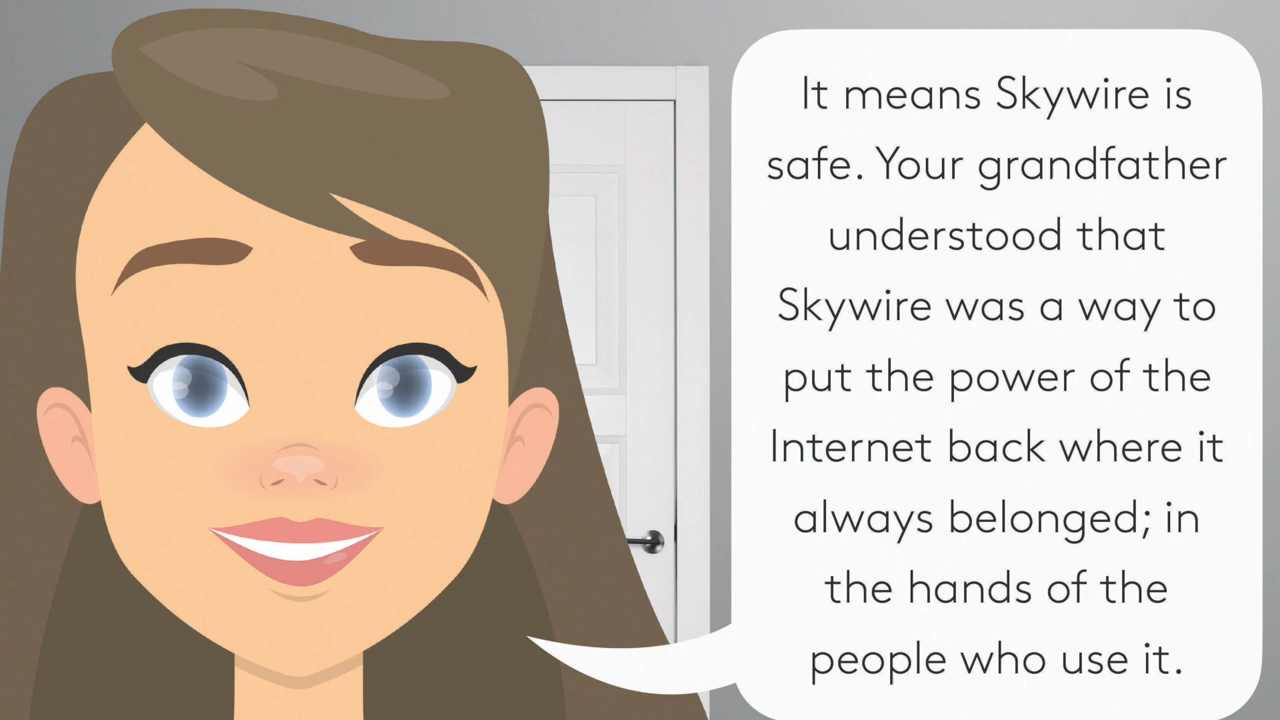 It means Skywire is
safe. Your grandfather
understood that
Skywire was a way to
put the power of the
Internet back where it
always belonged; in
the hands of the
people who use it.